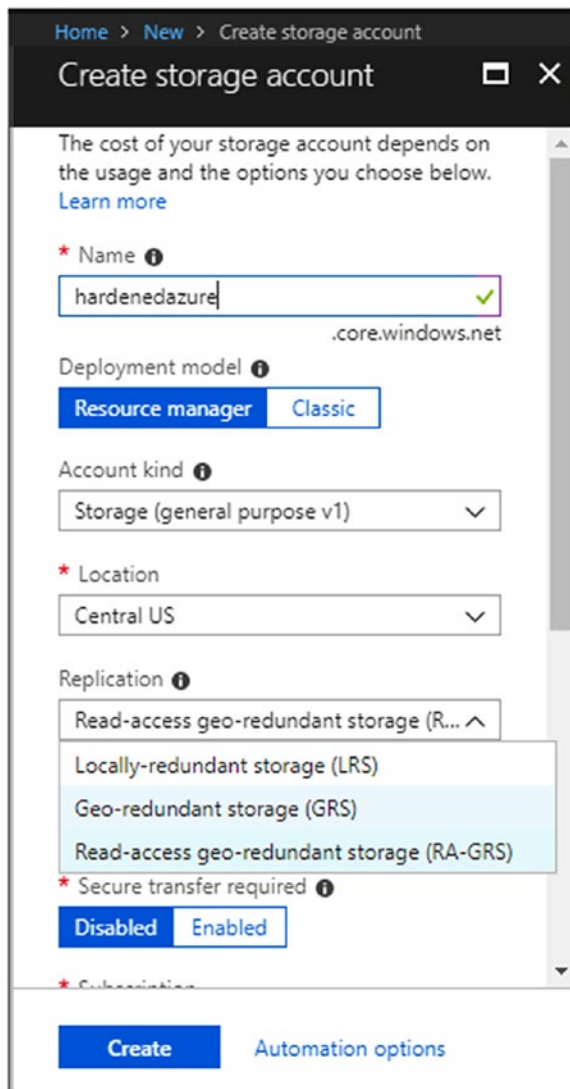 Home > New > Create storage account
Create storage account
The cost of your storage account depends on
the usage and the options you choose below.
Learn more
* Name
hardenedazure
.core.windows.net
Deployment model
Resource manager Classic
Account kind
Storage (general purpose v1)
* Location
Central US
Replication
Read-access geo-redundant storage (R...
Locally-redundant storage (LRS)
Geo-redundant storage (GRS)
Read-access geo-redundant storage (RA-GRS)
* Secure transfer required
Disabled Enabled
* Subscription
Create Automation options